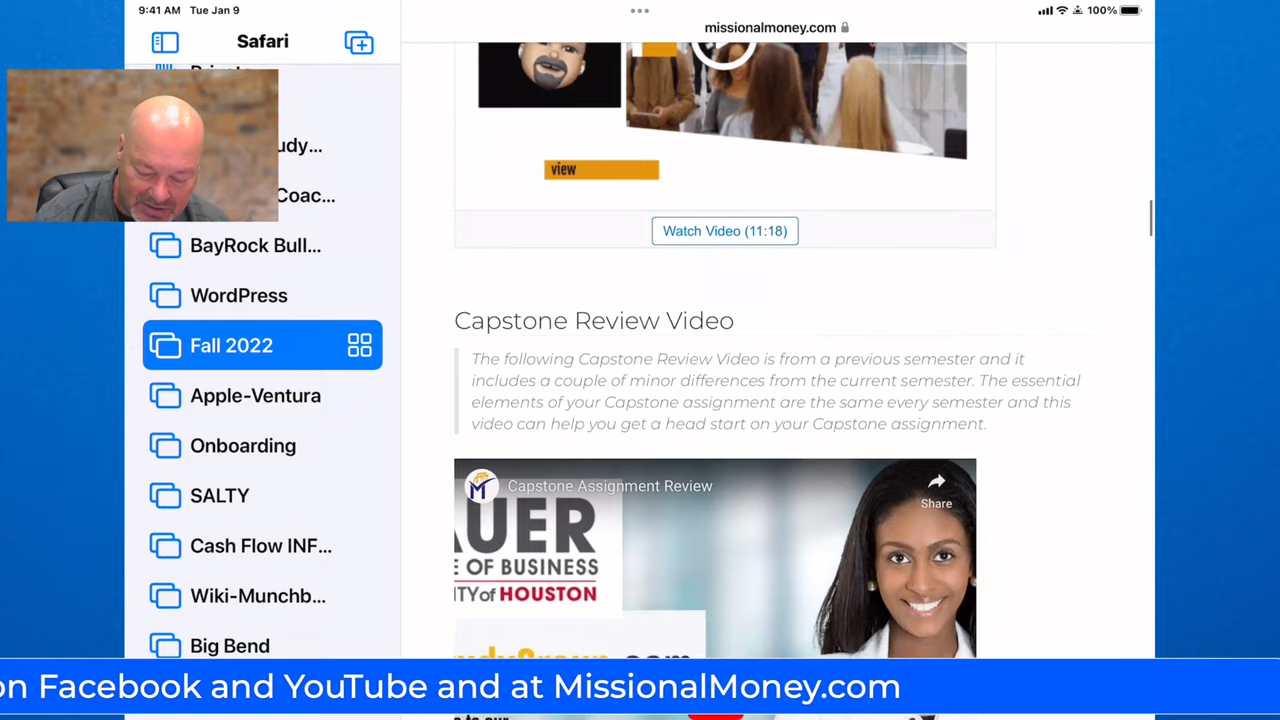 9:41 AM Tue Jan 9
100%
Safari
missionalmoney.com
udy...
Coac...
BayRock Bull...
WordPress
Fall 2022
Apple-Ventura
Onboarding
SALTY
Cash Flow INF...
Wiki-Munchb...
Big Bend
view
Watch Video (11:18)
Capstone Review Video
The following Capstone Review Video is from a previous semester and it
includes a couple of minor differences from the current semester. The essential
elements of your Capstone assignment are the same every semester and this
video can help you get a head start on your Capstone assignment.
Capstone Assignment Review
Share
AUER
E OF BUSINESS
ITY of HOUSTON
on Facebook and YouTube and at MissionalMoney.com